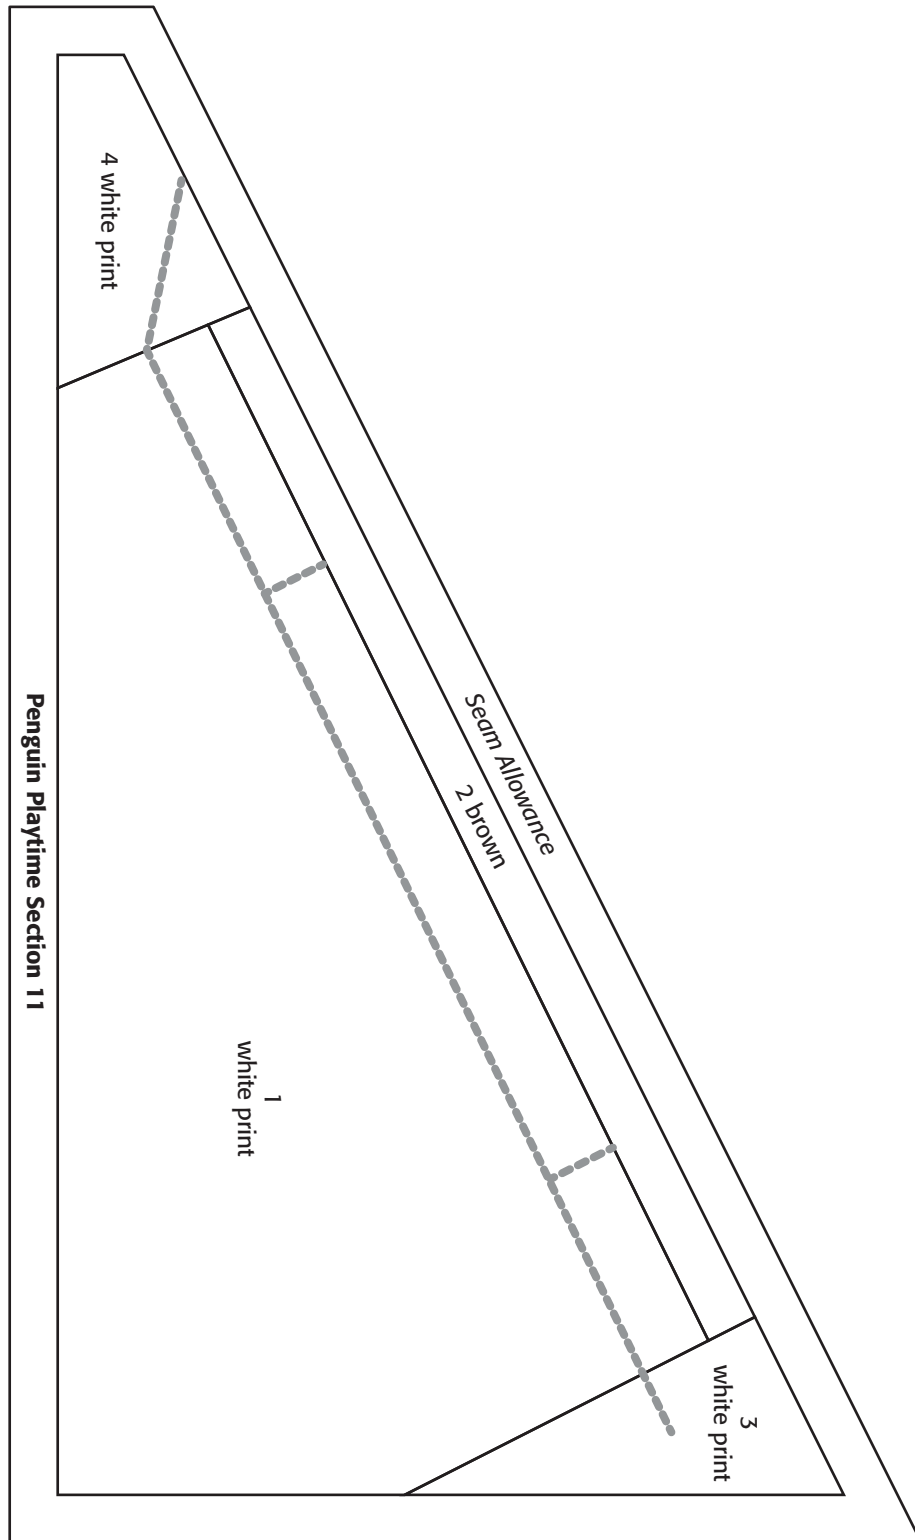 4 white print
Seam Allowance
2 brown
1
white print
3
white print
Penguin Playtime Section 11